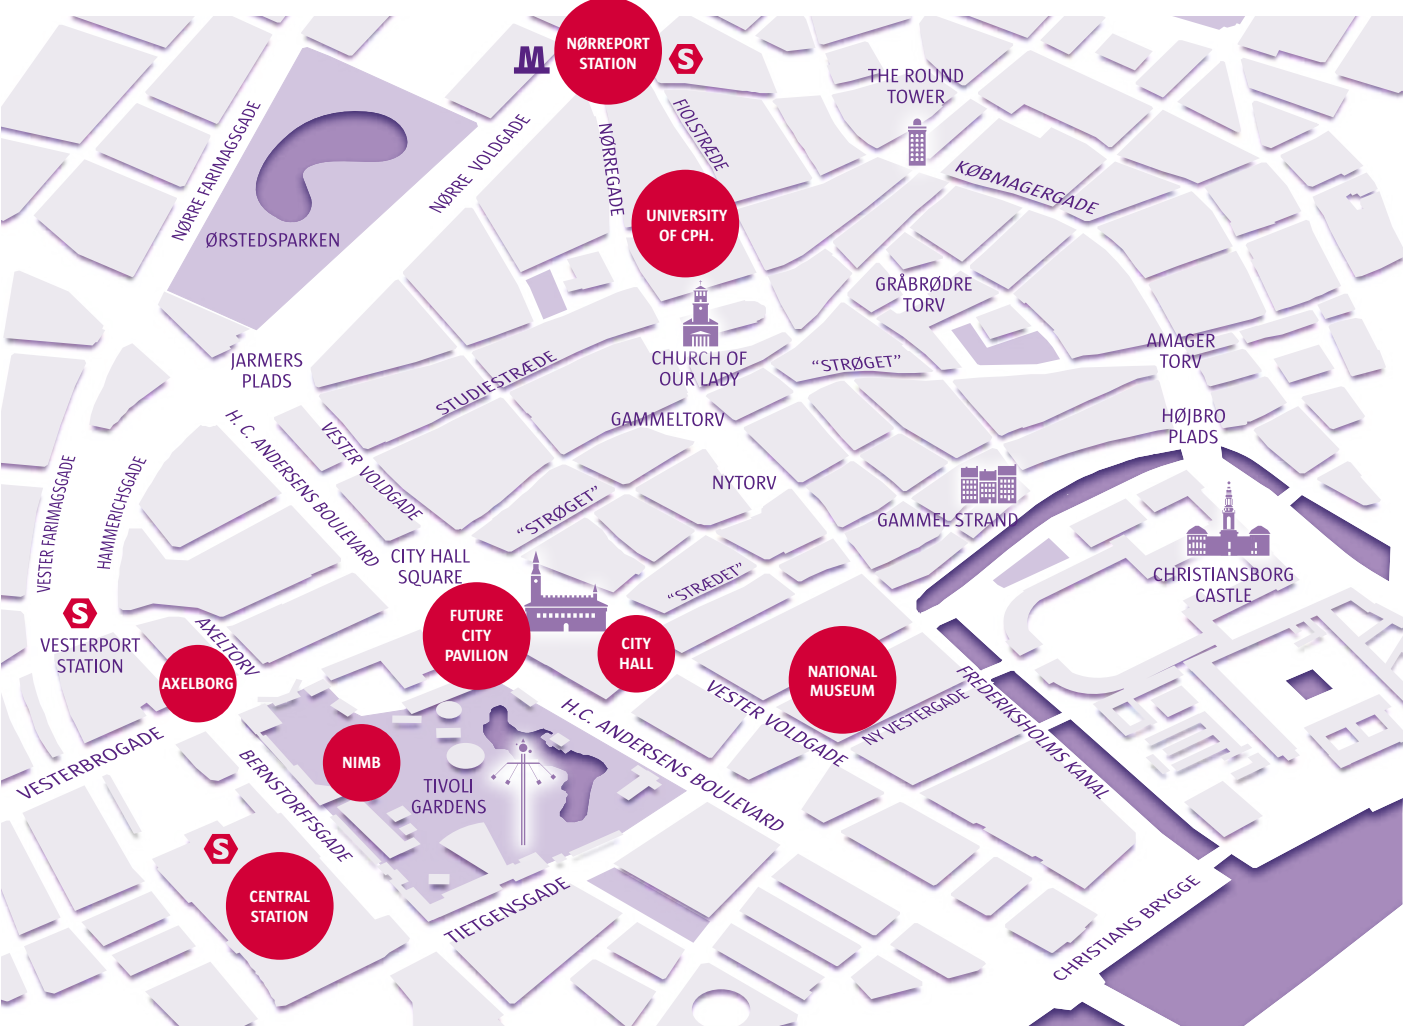 NØRREPORT
STATION
M
S
THE ROUND
TOWER
NØRRE FARIMAGSGADE
NØRRE VOLDGADE
NØRREGADE
FIOLSTRÆDE
KØBMAGERGADE
UNIVERSITY
OF CPH.
ØRSTEDSPARKEN
GRÅBRØDRE
TORV
JARMERS
PLADS
STUDIESTRÆDE
CHURCH OF
OUR LADY
"STRØGET"
AMAGER
TORV
GAMMELTORV
HØJBRO
PLADS
H. C. ANDERSENS BOULEVARD
VESTER VOLDGADE
VESTER FARIMAGSGADE
HAMMERICHSGADE
NYTORV
"STRØGET"
GAMMEL STRAND
CITY HALL
SQUARE
"STRÆDET"
CHRISTIANSBORG
CASTLE
S
VESTERPORT
STATION
AXELTORV
FUTURE
CITY
PAVILION
CITY
HALL
AXELBORG
NATIONAL
MUSEUM
VESTER VOLDGADE
NY VESTERGADE
FREDERIKSHOLMS KANAL
H.C. ANDERSENS BOULEVARD
VESTERBROGADE
BERNSTORFFSGADE
NIMB
TIVOLI
GARDENS
S
CENTRAL
STATION
TIETGENSGADE
CHRISTIANS BRYGGE